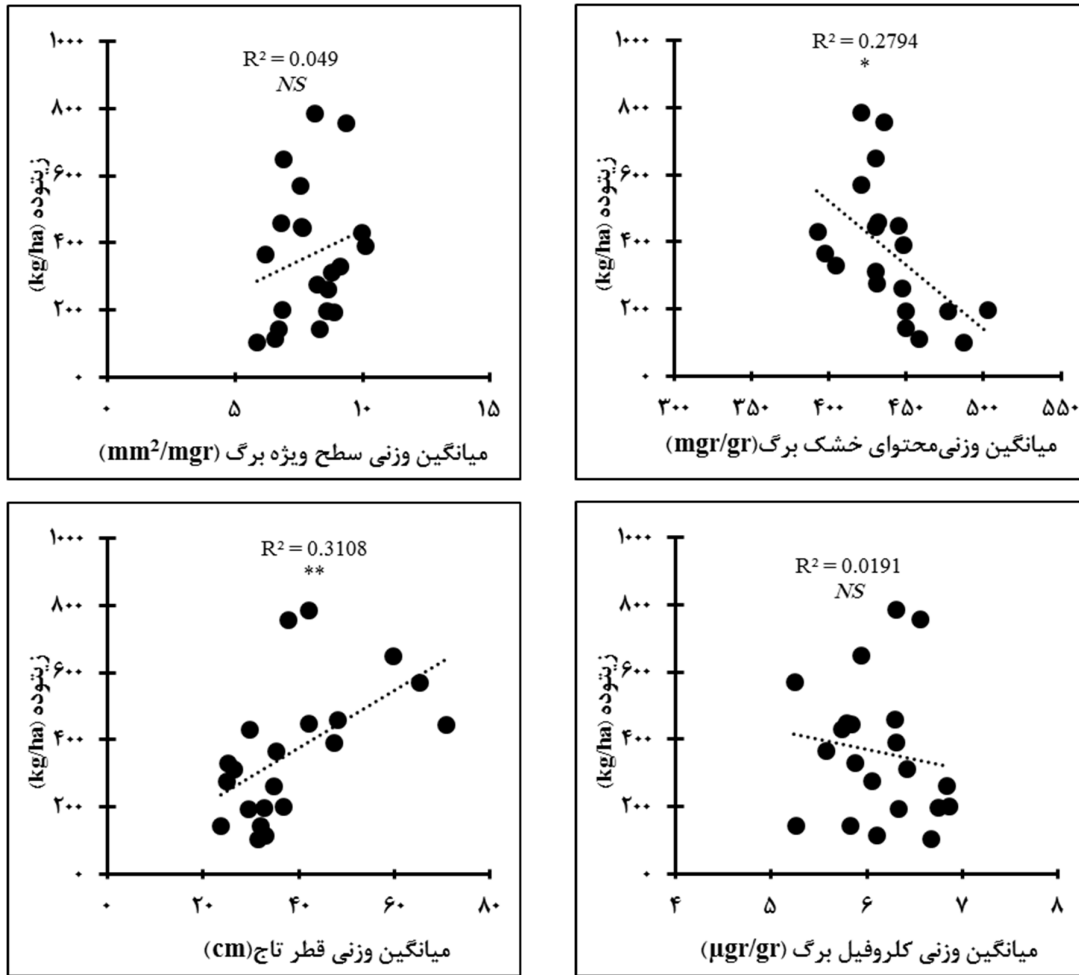 R² = 0.049
NS
۱۰۰۰
۸۰۰
۶۰۰
۴۰۰
۲۰۰
۰
زیتوده (kg/ha)
۰ ۵ ۱۰ ۱۵
میانگین وزنی سطح ویژه برگ (mm²/mgr)
R² = 0.2794
*
۱۰۰۰
۸۰۰
۶۰۰
۴۰۰
۲۰۰
۰
زیتوده (kg/ha)
۳۰۰ ۳۵۰ ۴۰۰ ۴۵۰ ۵۰۰ ۵۵۰
میانگین وزنی‌محتوای خشک برگ(mgr/gr)
R² = 0.3108
**
۱۰۰۰
۸۰۰
۶۰۰
۴۰۰
۲۰۰
۰
زیتوده (kg/ha)
۰ ۲۰ ۴۰ ۶۰ ۸۰
میانگین وزنی قطر تاج(cm)
R² = 0.0191
NS
۱۰۰۰
۸۰۰
۶۰۰
۴۰۰
۲۰۰
۰
زیتوده (kg/ha)
۴ ۵ ۶ ۷ ۸
میانگین وزنی کلروفیل برگ (µgr/gr)